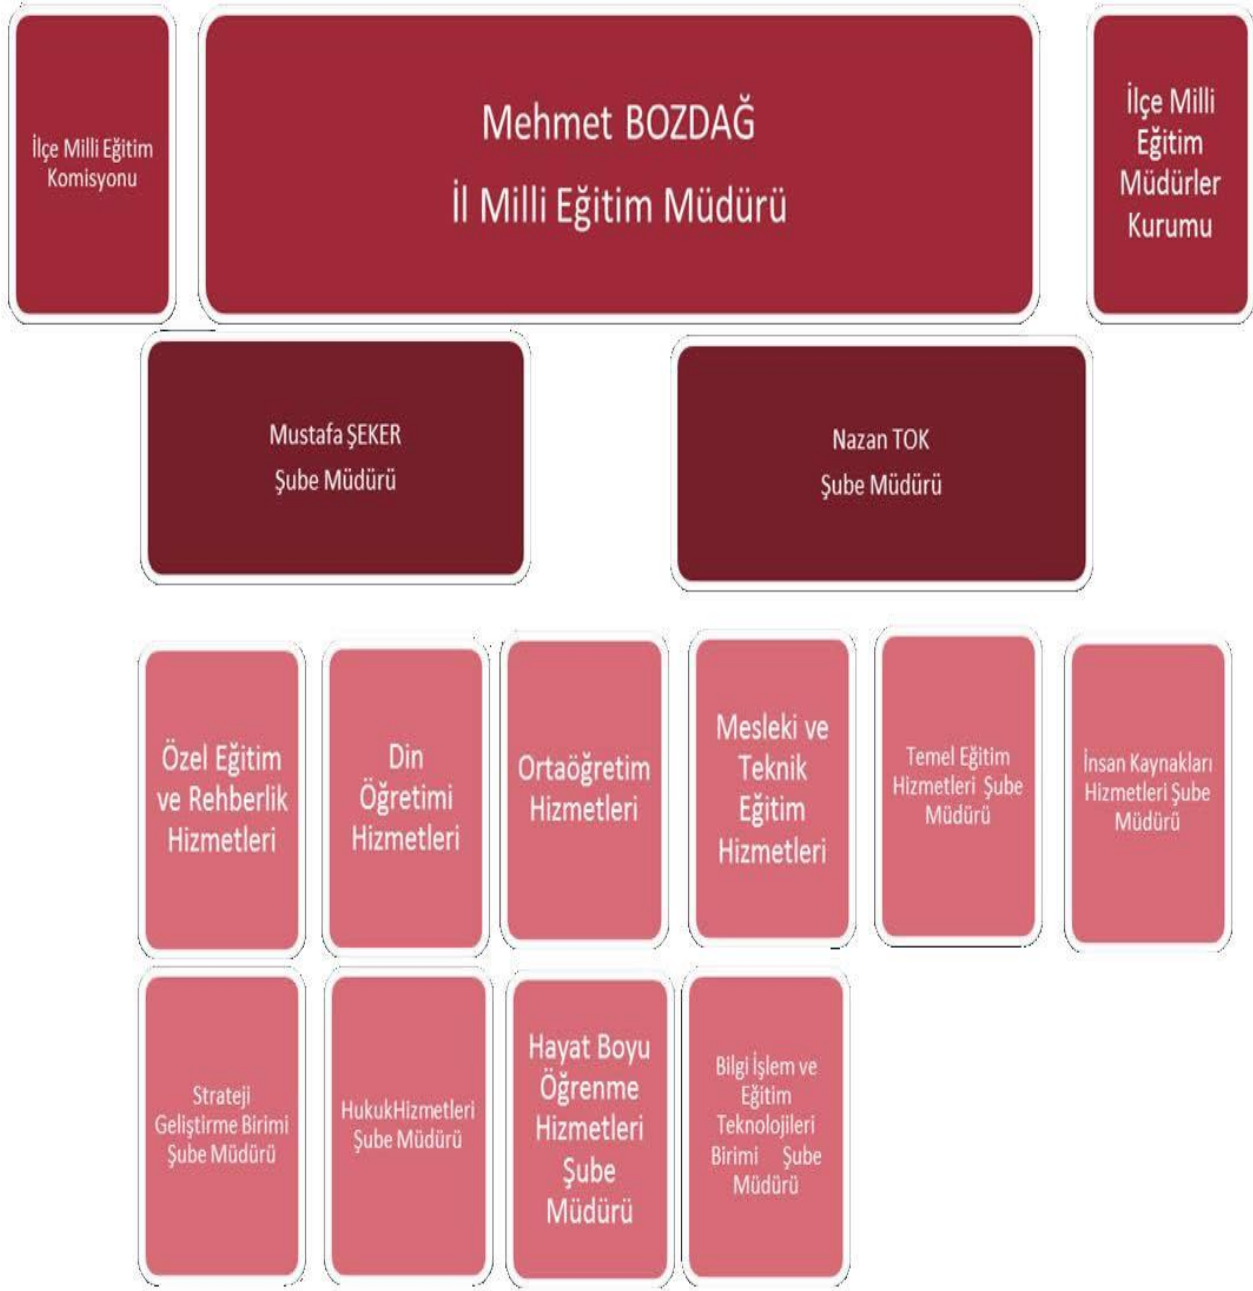 İlçe Milli Eğitim
Komisyonu
Mehmet BOZDAĞ
İl Milli Eğitim Müdürü
İlçe Milli
Eğitim
Müdürler
Kurumu
Mustafa ŞEKER
Şube Müdürü
Nazan TOK
Şube Müdürü
Özel Eğitim
ve Rehberlik
Hizmetleri
Din
Öğretimi
Hizmetleri
Ortaöğretim
Hizmetleri
Mesleki ve
Teknik
Eğitim
Hizmetleri
Temel Eğitim
Hizmetleri Şube
Müdürü
İnsan Kaynakları
Hizmetleri Şube
Müdürü
Strateji
Geliştirme Birimi
Şube Müdürü
HukukHizmetleri
Şube Müdürü
Hayat Boyu
Öğrenme
Hizmetleri
Şube
Müdürü
Bilgi İşlem ve
Eğitim
Teknolojileri
Birimi Şube
Müdürü